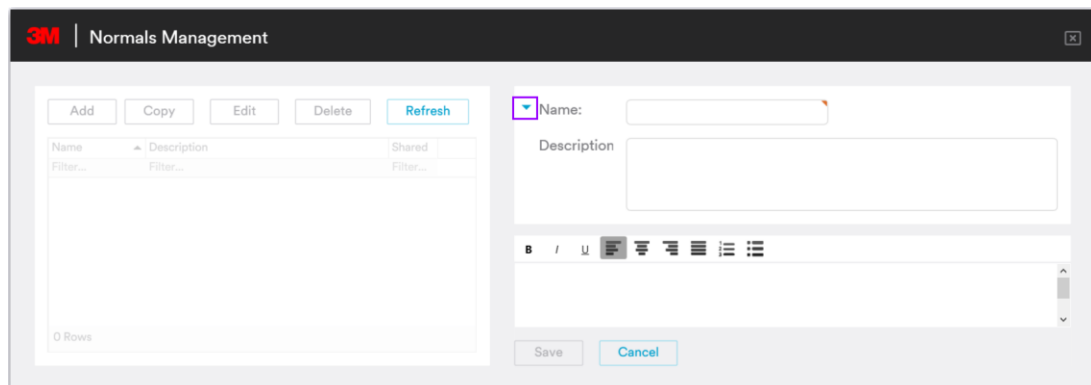 3M | Normals Management
Add Copy Edit Delete Refresh
Name Description Shared
Filter... Filter... Filter...
0 Rows
Name:
Description
B I U
Save Cancel